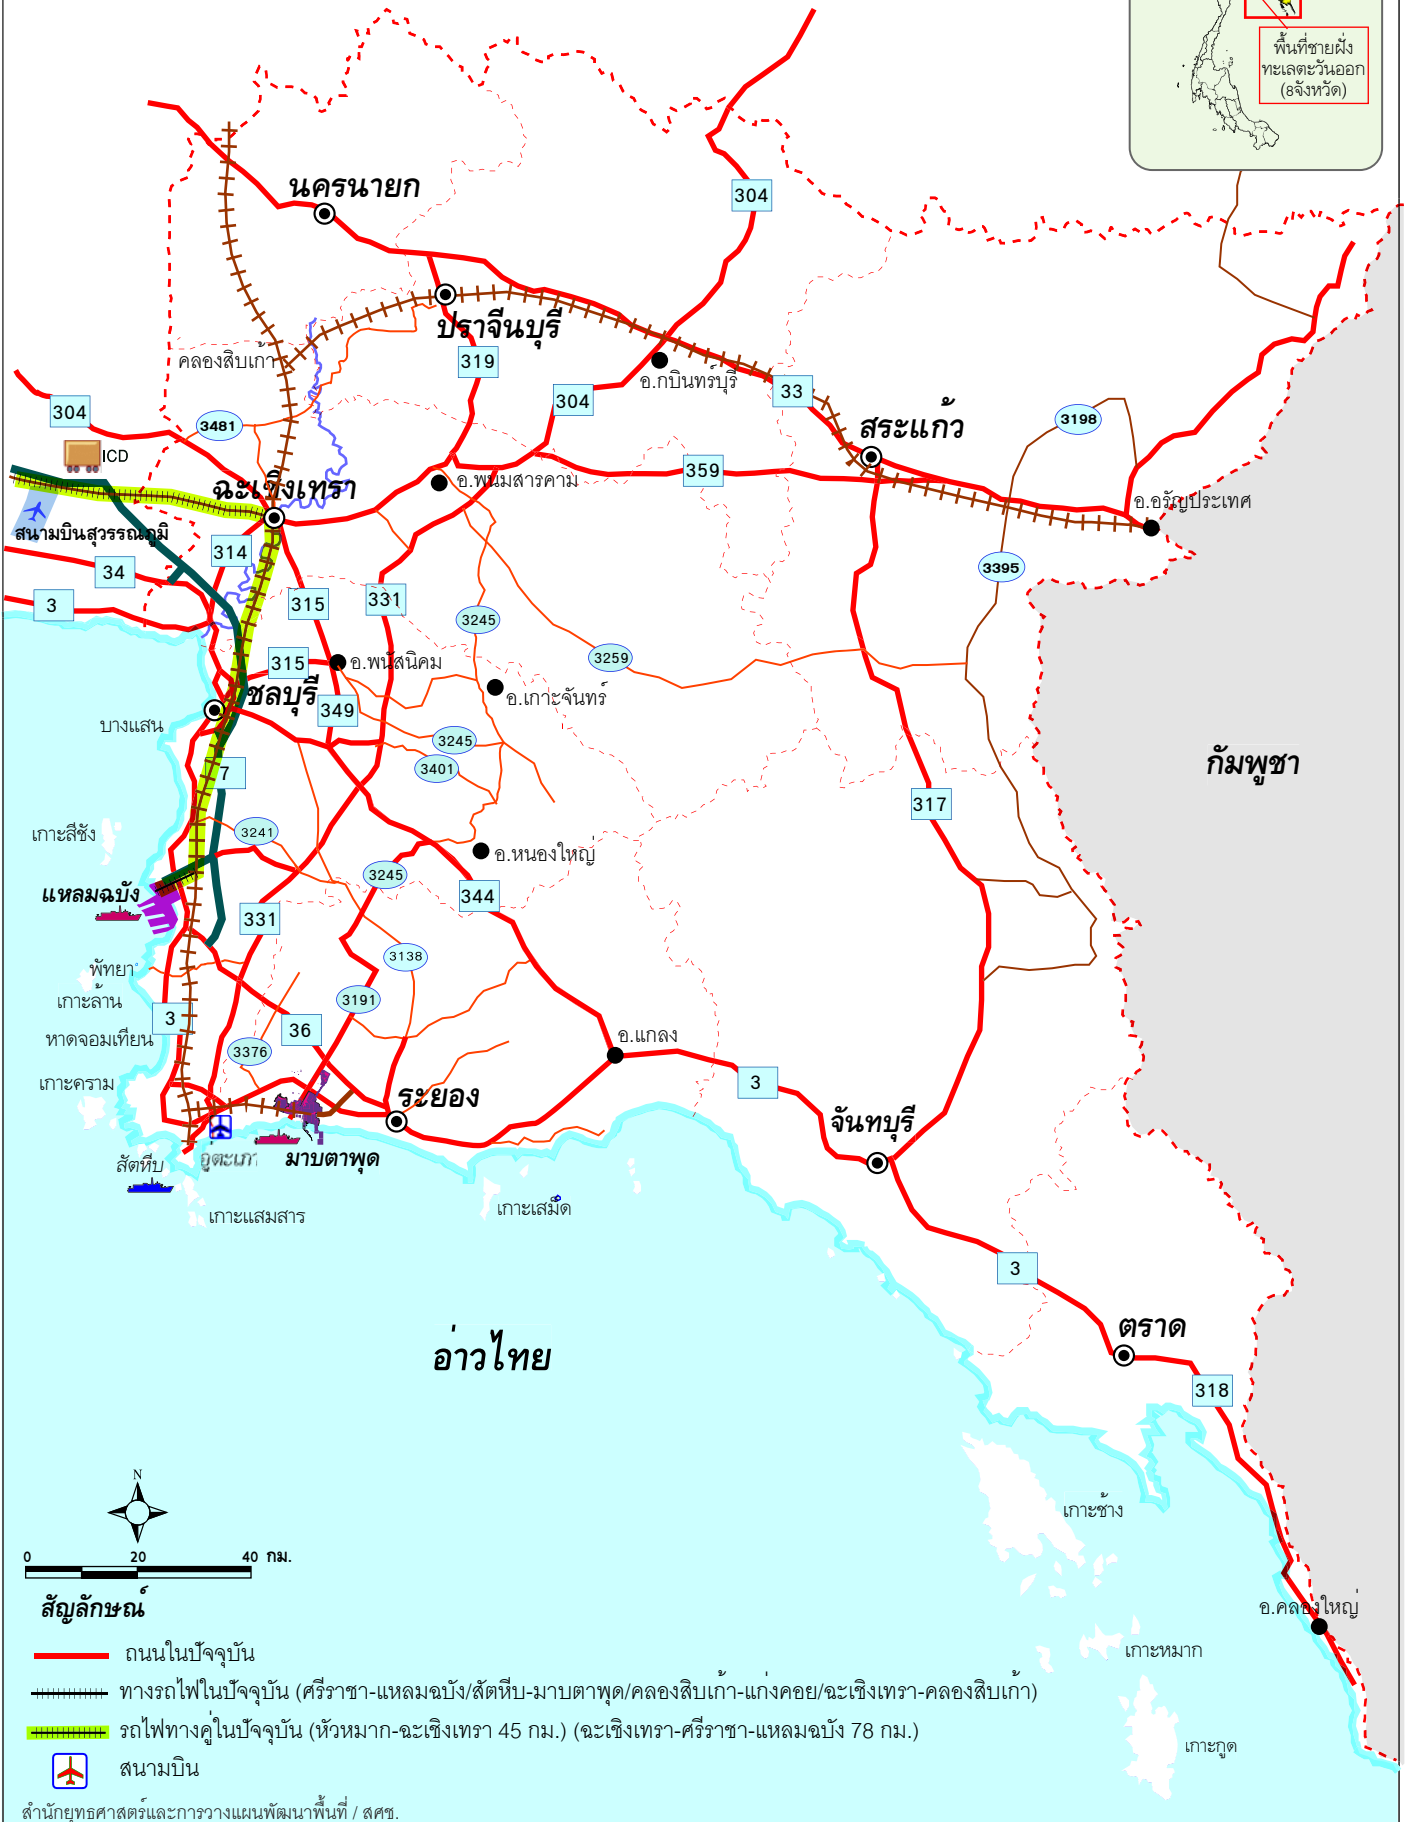 พื้นที่ชายฝั่ง
ทะเลตะวันออก
(8จังหวัด)
นครนายก
304
ปราจีนบุรี
คลองสิบเก้า
319
อ.กบินทร์บุรี
33
304
304
3481
สระแก้ว
3198
ICD
359
ฉะเชิงเทรา
อ.พนมสารคาม
อ.อรัญประเทศ
สนามบินสุวรรณภูมิ
314
34
3395
3
315
331
3245
3259
315
อ.พนัสนิคม
ชลบุรี
อ.เกาะจันทร์
349
บางแสน
3245
กัมพูชา
3401
7
317
เกาะสีชัง
3241
อ.หนองใหญ่
3245
แหลมฉบัง
344
331
3138
พัทยา
เกาะล้าน
3191
3
36
หาดจอมเทียน
อ.แกลง
3376
เกาะคราม
3
ระยอง
จันทบุรี
สัตหีบ
อู่ตะเภา
มาบตาพุด
เกาะเสม็ด
เกาะแสมสาร
3
อ่าวไทย
ตราด
318
N
เกาะช้าง
0 20 40 กม.
สัญลักษณ์
อ.คลองใหญ่
ถนนในปัจจุบัน
เกาะหมาก
ทางรถไฟในปัจจุบัน (ศรีราชา-แหลมฉบัง/สัตหีบ-มาบตาพุด/คลองสิบเก้า-แก่งคอย/ฉะเชิงเทรา-คลองสิบเก้า)
รถไฟทางคู่ในปัจจุบัน (หัวหมาก-ฉะเชิงเทรา 45 กม.) (ฉะเชิงเทรา-ศรีราชา-แหลมฉบัง 78 กม.)
เกาะกูด
สนามบิน
สำนักยุทธศาสตร์และการวางแผนพัฒนาพื้นที่ / สศช.